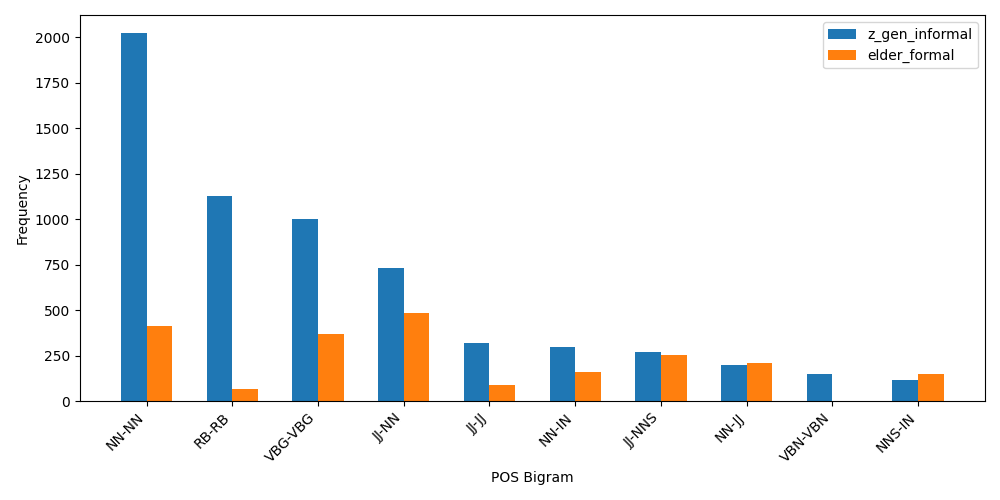 z_gen_informal
elder_formal
Frequency
2000
1750
1500
1250
1000
750
500
250
0
NN-NN
RB-RB
VBG-VBG
JJ-NN
JJ-JJ
NN-IN
JJ-NNS
NN-JJ
VBN-VBN
NNS-IN
POS Bigram